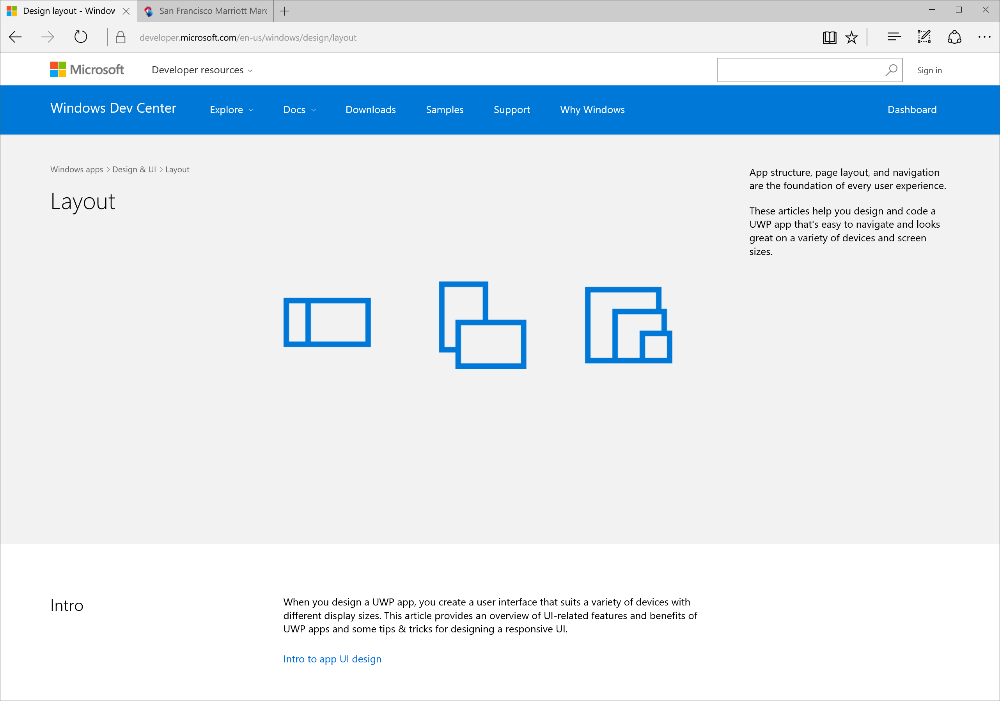 Design layout - Window
San Francisco Marriott Marc
developer.microsoft.com/en-us/windows/design/layout
Microsoft
Developer resources
Sign in
Windows Dev Center
Explore
Docs
Downloads
Samples
Support
Why Windows
Dashboard
Windows apps > Design & UI > Layout
Layout
App structure, page layout, and navigation
are the foundation of every user experience.
These articles help you design and code a
UWP app that's easy to navigate and looks
great on a variety of devices and screen
sizes.
Intro
When you design a UWP app, you create a user interface that suits a variety of devices with
different display sizes. This article provides an overview of UI-related features and benefits of
UWP apps and some tips & tricks for designing a responsive UI.
Intro to app UI design